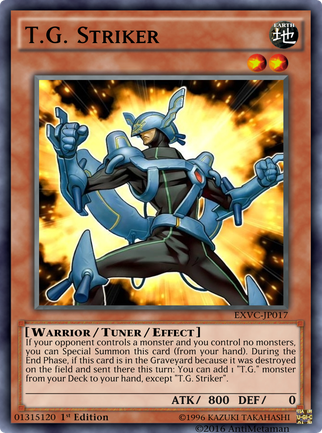 T.G. Striker
EARTH
地
EXVC-JP017
[Warrior / Tuner / Effect]
If your opponent controls a monster and you control no monsters,
you can Special Summon this card (from your hand). During the
End Phase, if this card is in the Graveyard because it was destroyed
on the field and sent there this turn: You can add 1 "T.G." monster
from your Deck to your hand, except "T.G. Striker".
ATK/ 800 DEF/ 0
01315120 1st Edition ©1996 KAZUKI TAKAHASHI
©2016 AntiMetaman